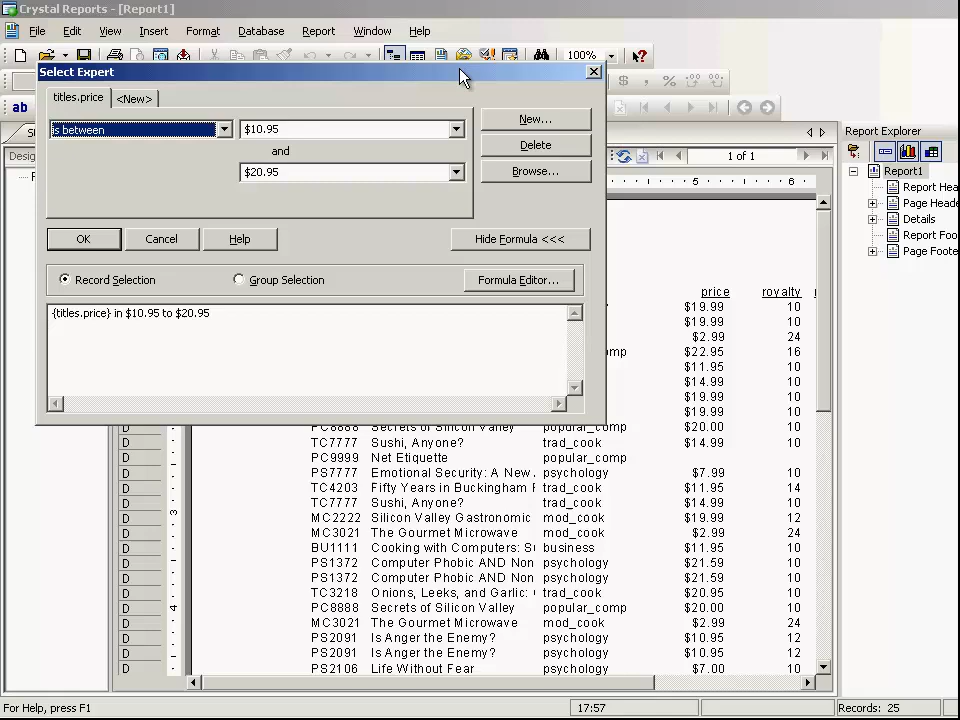 Crystal Reports - [Report1]
File Edit View Insert Format Database Report Window Help
100%
Select Expert
titles.price <New>
is between $10.95 New...
and Delete
$20.95 Browse...
OK Cancel Help Hide Formula <<<
Record Selection Group Selection Formula Editor...
{titles.price} in $10.95 to $20.95
ab
$ , %
1 of 1
5 6
Report Explorer
Report1
Report Hea
Page Heade
Details
Report Foo
Page Foote
price royalty
$19.99 10
$19.99 10
$2.99 24
omp $22.95 16
$11.95 10
$14.99 10
$19.99 10
$19.99 10
D PC8888 Secrets of Silicon Valley popular_comp $20.00 10
D TC7777 Sushi, Anyone? trad_cook $14.99 10
D PC9999 Net Etiquette popular_comp
D PS7777 Emotional Security: A New popular psychology $7.99 10
D TC4203 Fifty Years in Buckingham trad_cook $11.95 14
D TC7777 Sushi, Anyone? trad_cook $14.99 10
3
D MC2222 Silicon Valley Gastronomic mod_cook $19.99 12
D MC3021 The Gourmet Microwave mod_cook $2.99 24
D BU1111 Cooking with Computers: business $11.95 10
D PS1372 Computer Phobic AND Non psychology $21.59 10
D PS1372 Computer Phobic AND Non psychology $21.59 10
D TC3218 Onions, Leeks, and Garlic: trad_cook $20.95 10
4
D PC8888 Secrets of Silicon Valley popular_comp $20.00 10
D MC3021 The Gourmet Microwave mod_cook $2.99 24
D PS2091 Is Anger the Enemy? psychology $10.95 12
D PS2091 Is Anger the Enemy? psychology $10.95 12
D PS2106 Life Without Fear psychology $7.00 10
For Help, press F1 17:57 Records: 25